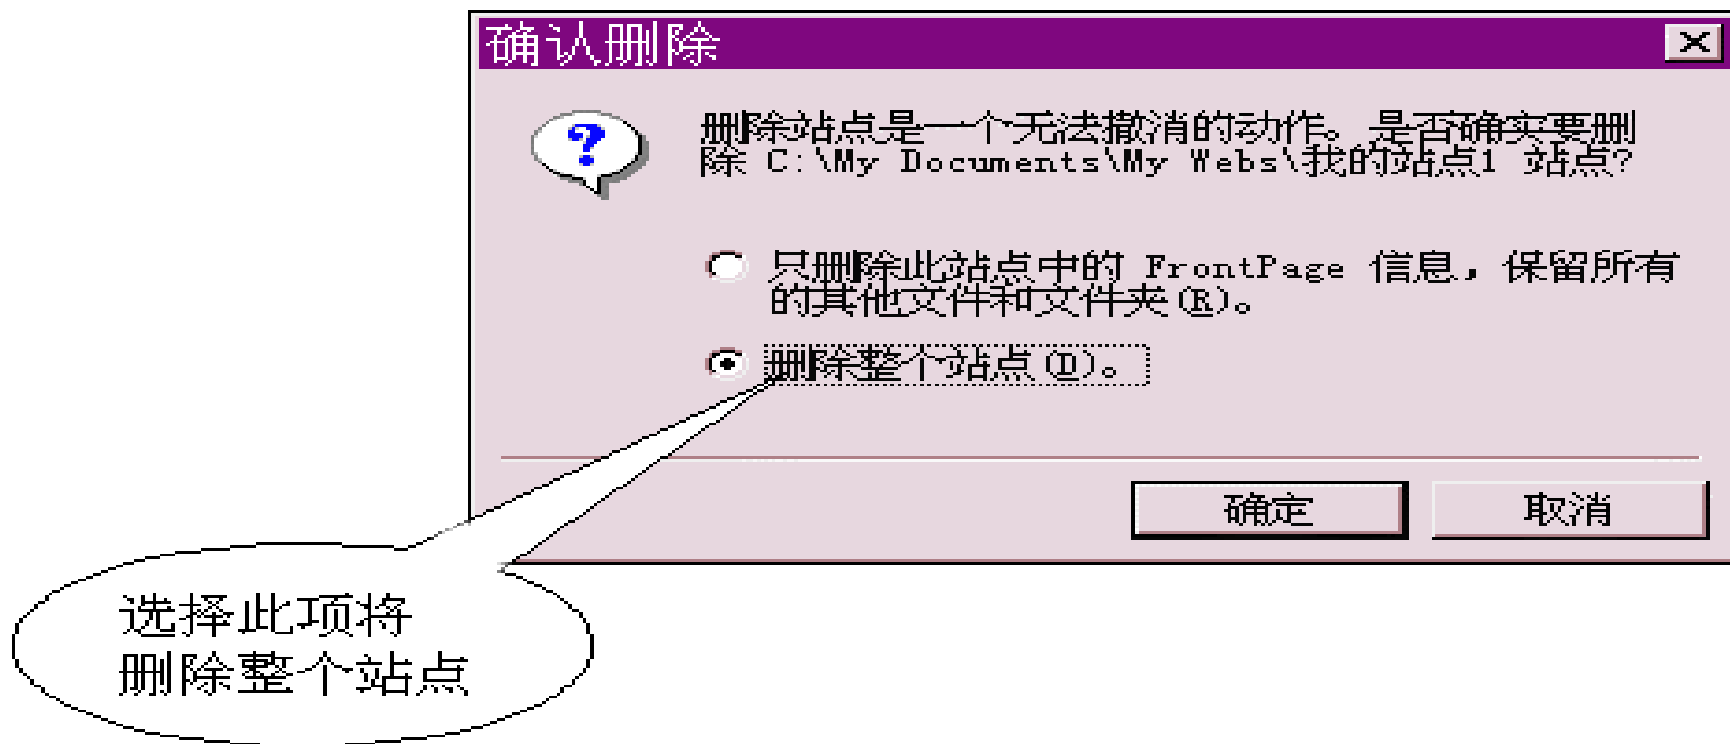 确认删除
删除站点是一个无法撤消的动作。是否确实要删
除 C:\My Documents\My Webs\我的站点1 站点?
只删除此站点中的 FrontPage 信息，保留所有
的其他文件和文件夹(R)。
删除整个站点(D)。
确定
取消
选择此项将
删除整个站点